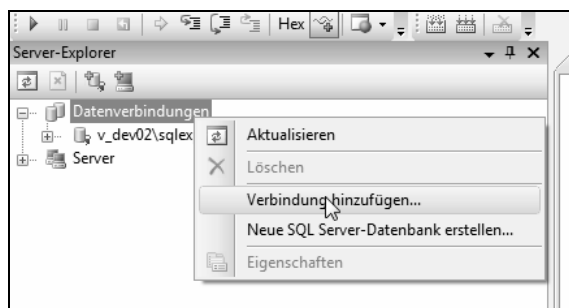 Hex
Server-Explorer
Datenverbindungen
v_dev02\sqlex
Server
Aktualisieren
Löschen
Verbindung hinzufügen...
Neue SQL Server-Datenbank erstellen...
Eigenschaften